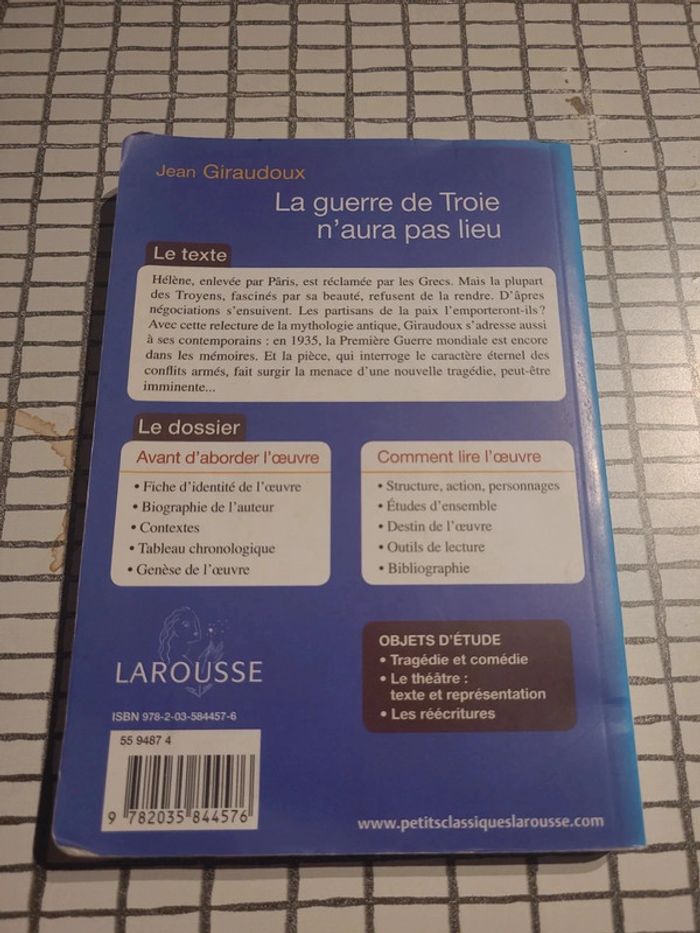 Jean Giraudoux
La guerre de Troie
n'aura pas lieu
Le texte
Hélène, enlevée par Pâris, est réclamée par les Grecs. Mais la plupart
des Troyens, fascinés par sa beauté, refusent de la rendre. D'âpres
négociations s'ensuivent. Les partisans de la paix l'emporteront-ils ?
Avec cette relecture de la mythologie antique, Giraudoux s'adresse aussi
à ses contemporains : en 1935, la Première Guerre mondiale est encore
dans les mémoires. Et la pièce, qui interroge le caractère éternel des
conflits armés, fait surgir la menace d'une nouvelle tragédie, peut-être
imminente...
Le dossier
Avant d'aborder l'œuvre
• Fiche d'identité de l'œuvre
• Biographie de l'auteur
• Contextes
• Tableau chronologique
• Genèse de l'œuvre
Comment lire l'œuvre
• Structure, action, personnages
• Études d'ensemble
• Destin de l'œuvre
• Outils de lecture
• Bibliographie
LAROUSSE
OBJETS D'ÉTUDE
• Tragédie et comédie
• Le théâtre :
texte et représentation
• Les réécritures
ISBN 978-2-03-584457-6
55 9487 4
9 782035 844576
www.petitsclassiqueslarousse.com